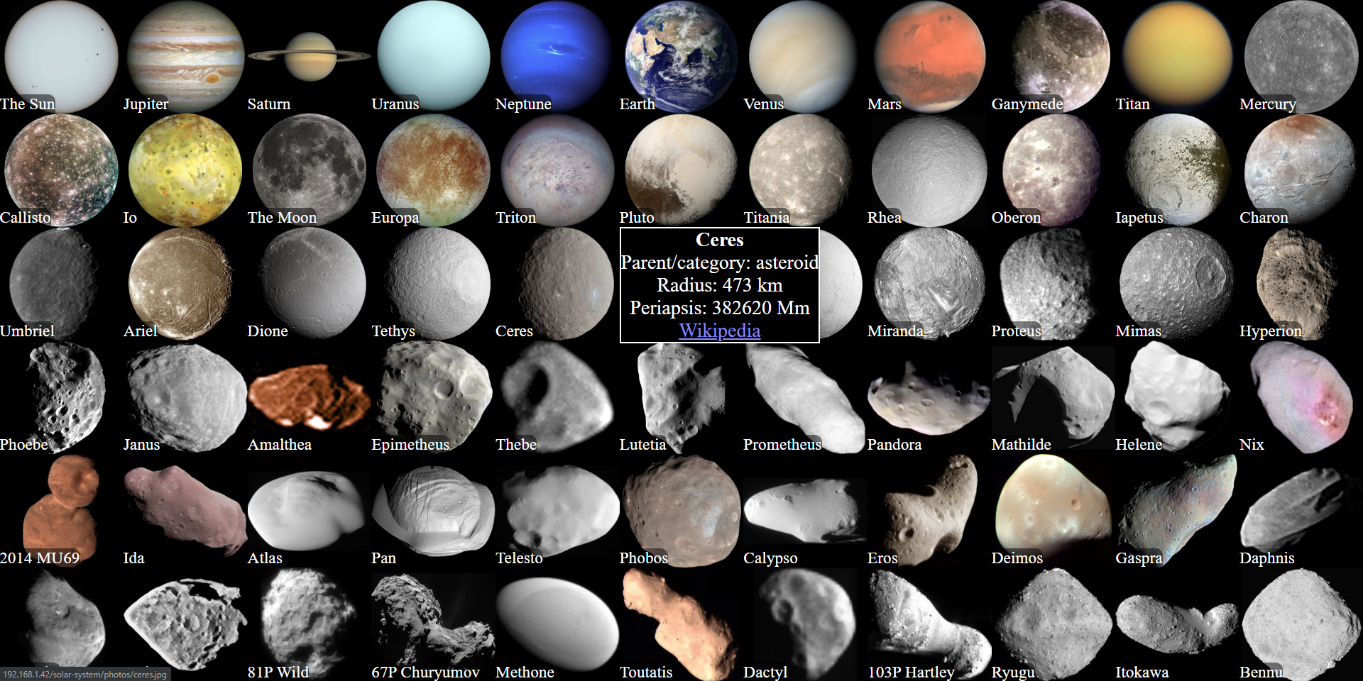 The Sun
Jupiter
Saturn
Uranus
Neptune
Earth
Venus
Mars
Ganymede
Titan
Mercury
Callisto
Io
The Moon
Europa
Triton
Pluto
Titania
Rhea
Oberon
Iapetus
Charon
Ceres
Parent/category: asteroid
Radius: 473 km
Periapsis: 382620 Mm
Wikipedia
Umbriel
Ariel
Dione
Tethys
Ceres
Miranda
Proteus
Mimas
Hyperion
Phoebe
Janus
Amalthea
Epimetheus
Thebe
Lutetia
Prometheus
Pandora
Mathilde
Helene
Nix
2014 MU69
Ida
Atlas
Pan
Telesto
Phobos
Calypso
Eros
Deimos
Gaspra
Daphnis
81P Wild
67P Churyumov
Methone
Toutatis
Dactyl
103P Hartley
Ryugu
Itokawa
Bennu
192.168.1.42/solar-system/photos/ceres.jpg